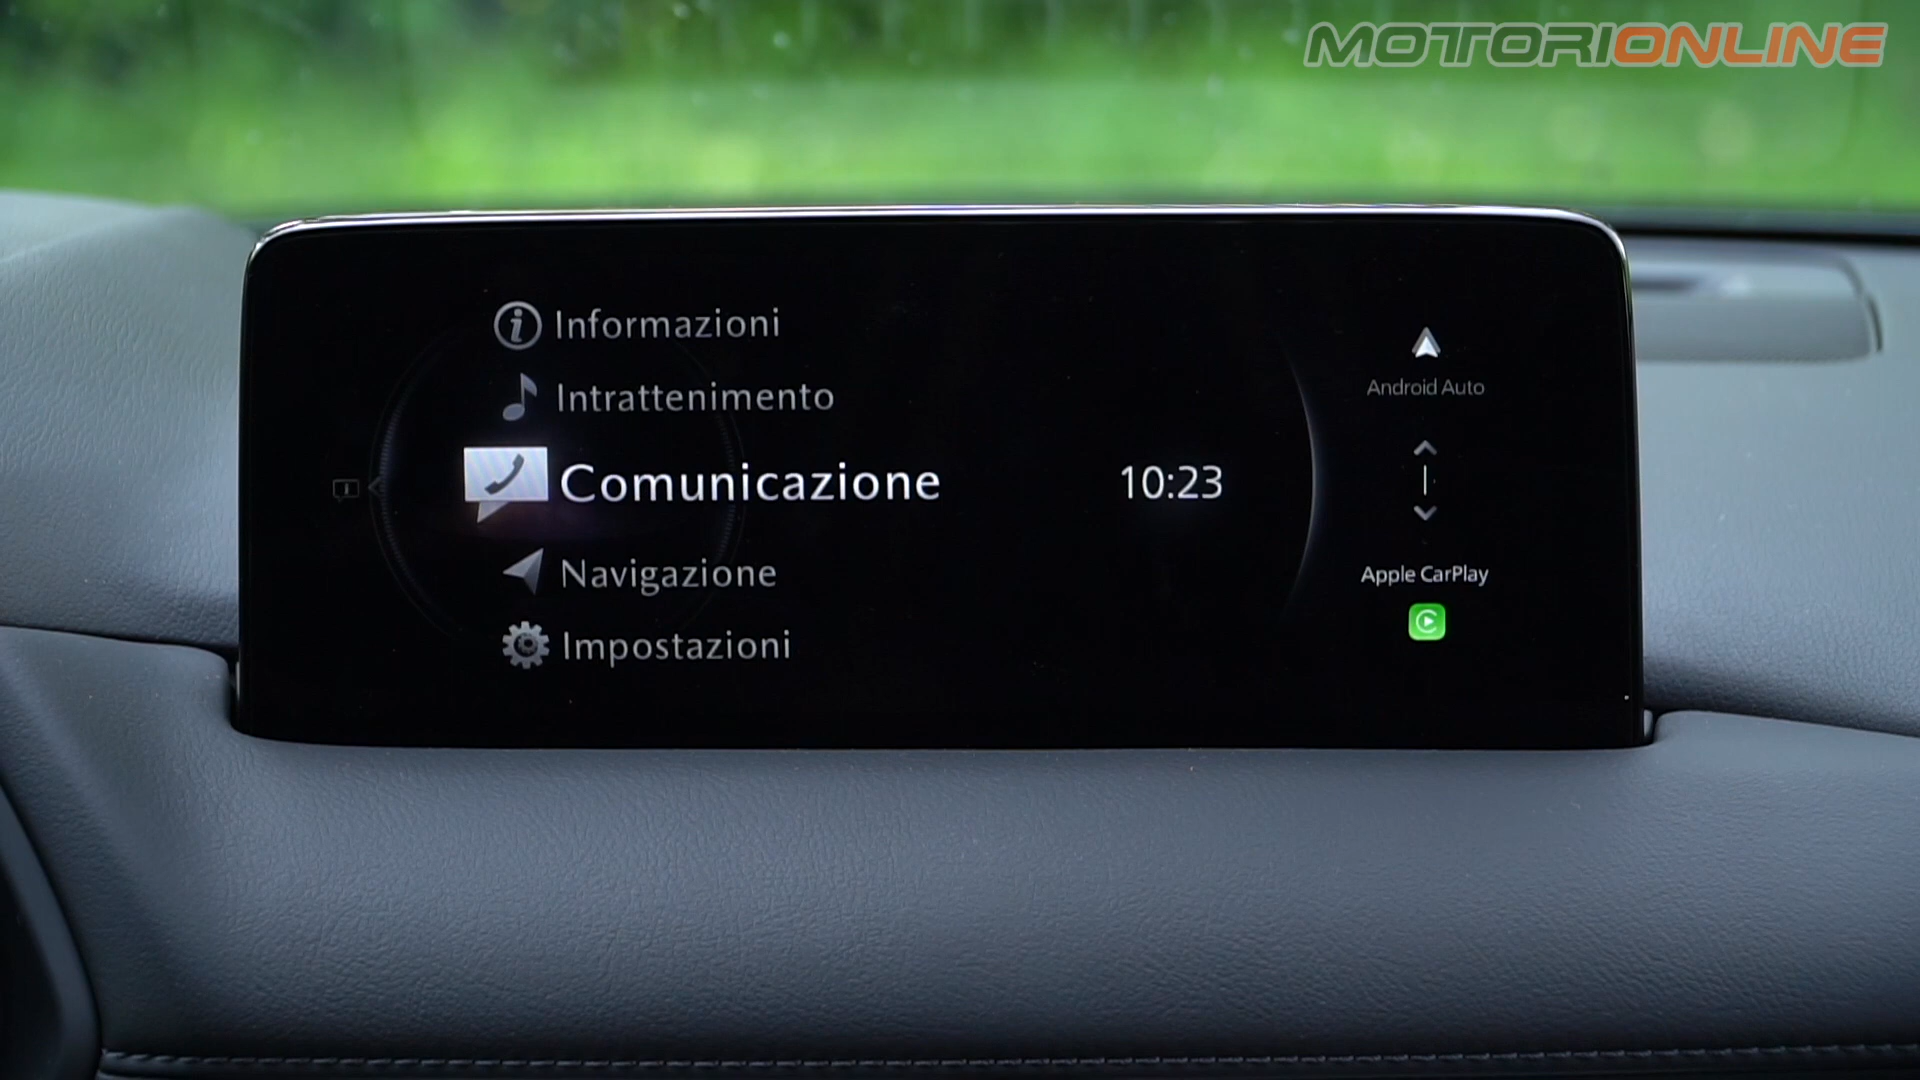 MOTORIONLINE
Informazioni
Intrattenimento
Comunicazione
Navigazione
Impostazioni
10:23
Android Auto
Apple CarPlay